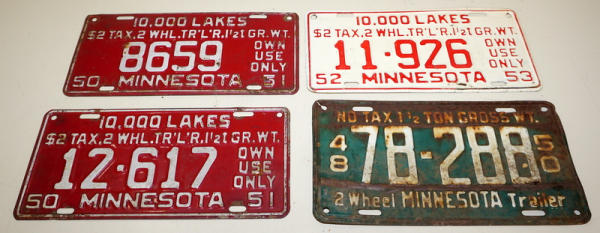 10,000 LAKES
$2 TAX, 2 WHL. TR'L'R. 1½t GR. WT.
8659 OWN USE ONLY
50 MINNESOTA 51
10,000 LAKES
$2 TAX, 2 WHL. TR'L'R. 1½t GR. WT.
11·926 OWN USE ONLY
52 MINNESOTA 53
10,000 LAKES
$2 TAX, 2 WHL. TR'L'R. 1½t GR. WT.
12·617 OWN USE ONLY
50 MINNESOTA 51
NO TAX 1½ TON GROSS WT.
48 78-288 50
2 Wheel MINNESOTA Trailer